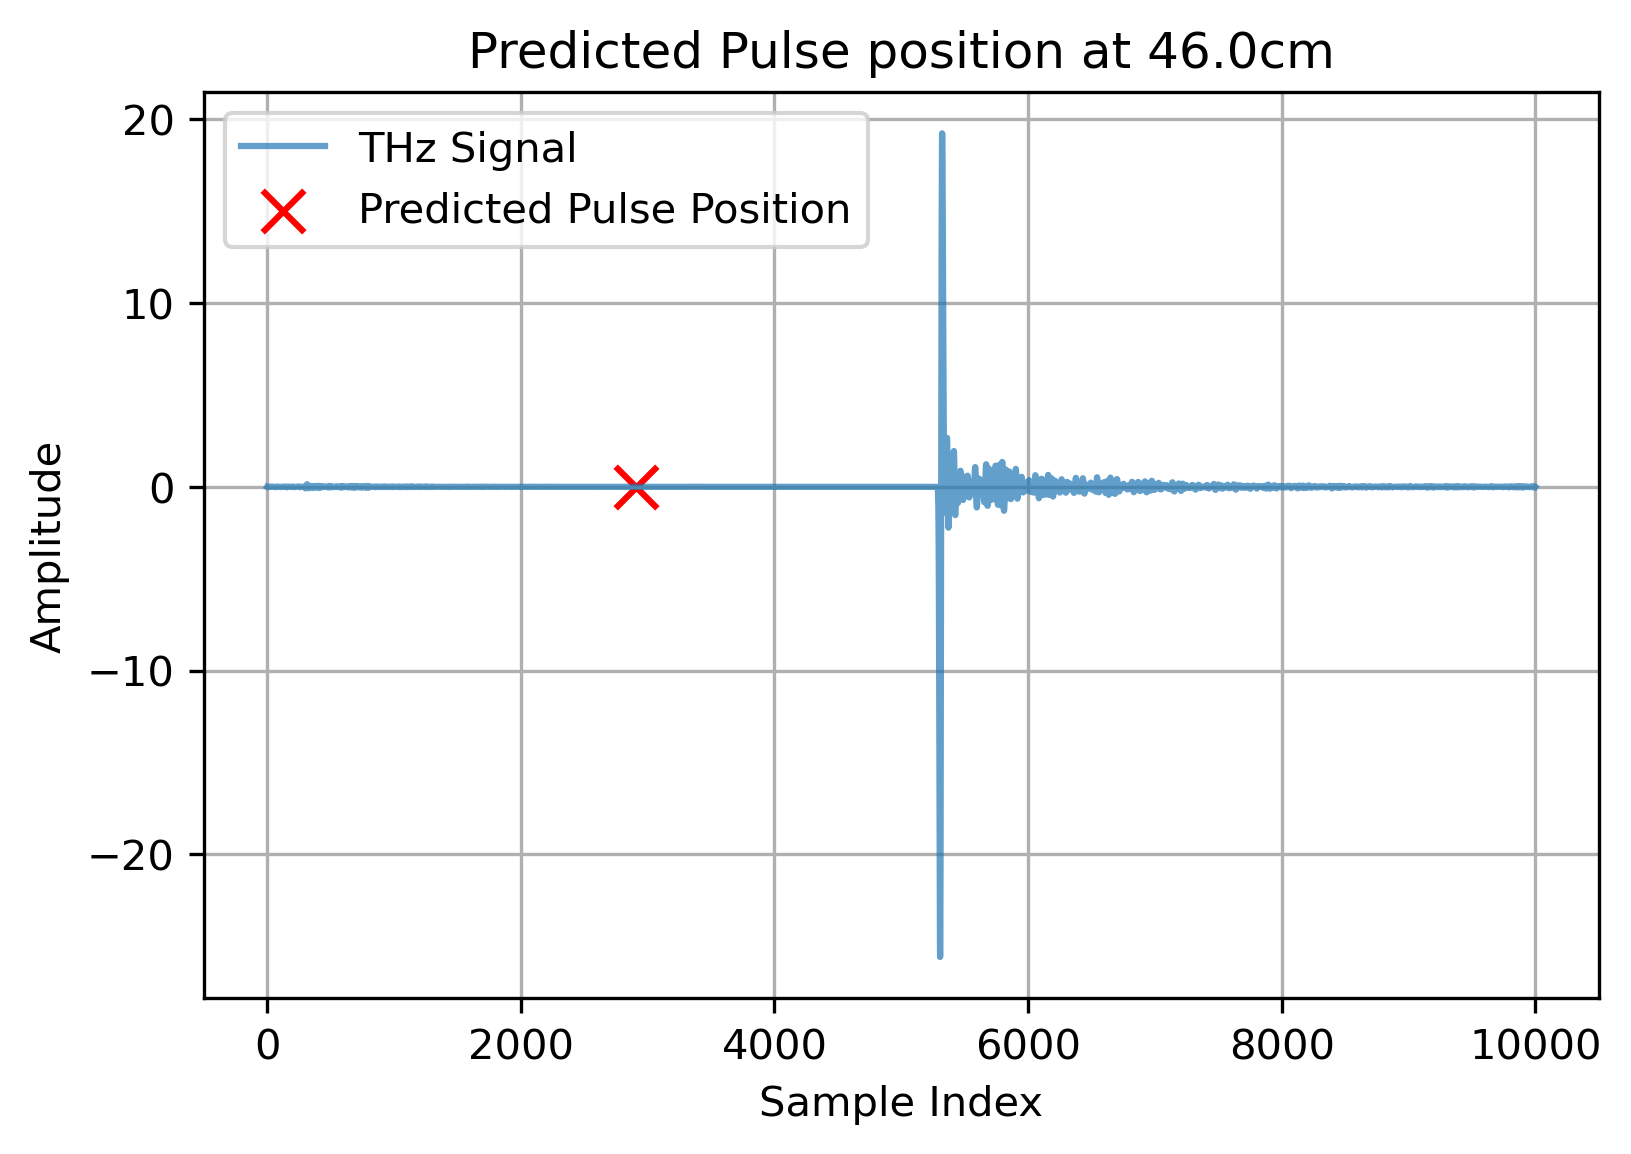 Predicted Pulse position at 46.0cm
THz Signal
Predicted Pulse Position
20
10
0
−10
−20
Amplitude
0 2000 4000 6000 8000 10000
Sample Index